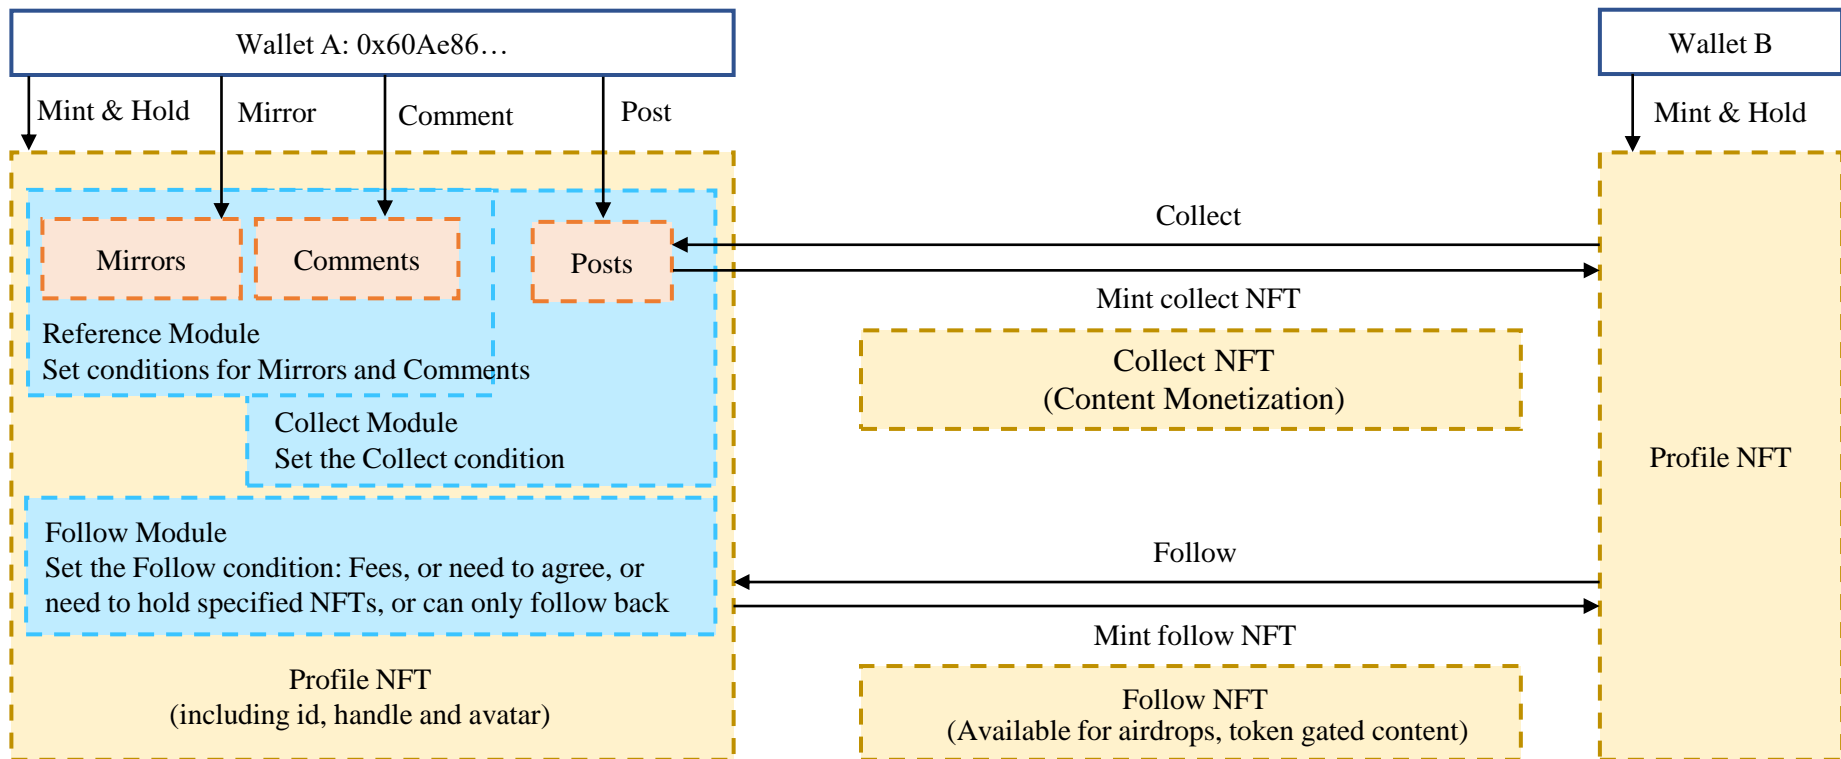 Wallet A: 0x60Ae86…
Wallet B
Mint & Hold
Mirror
Comment
Post
Mint & Hold
Mirrors
Comments
Posts
Collect
Mint collect NFT
Reference Module
Set conditions for Mirrors and Comments
Collect NFT
(Content Monetization)
Collect Module
Set the Collect condition
Profile NFT
Follow Module
Set the Follow condition: Fees, or need to agree, or
need to hold specified NFTs, or can only follow back
Follow
Mint follow NFT
Profile NFT
(including id, handle and avatar)
Follow NFT
(Available for airdrops, token gated content)